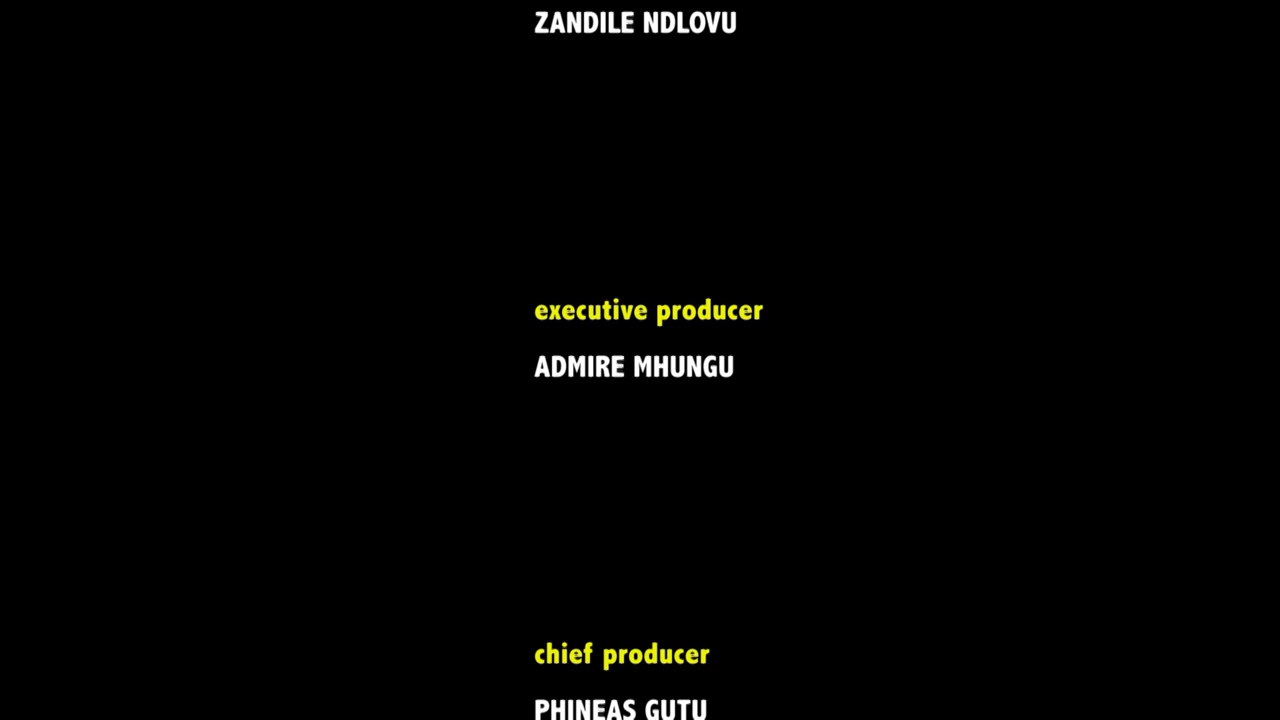 ZANDILE NDLOVU
executive producer
ADMIRE MHUNGU
chief producer
PHINEAS GUTU